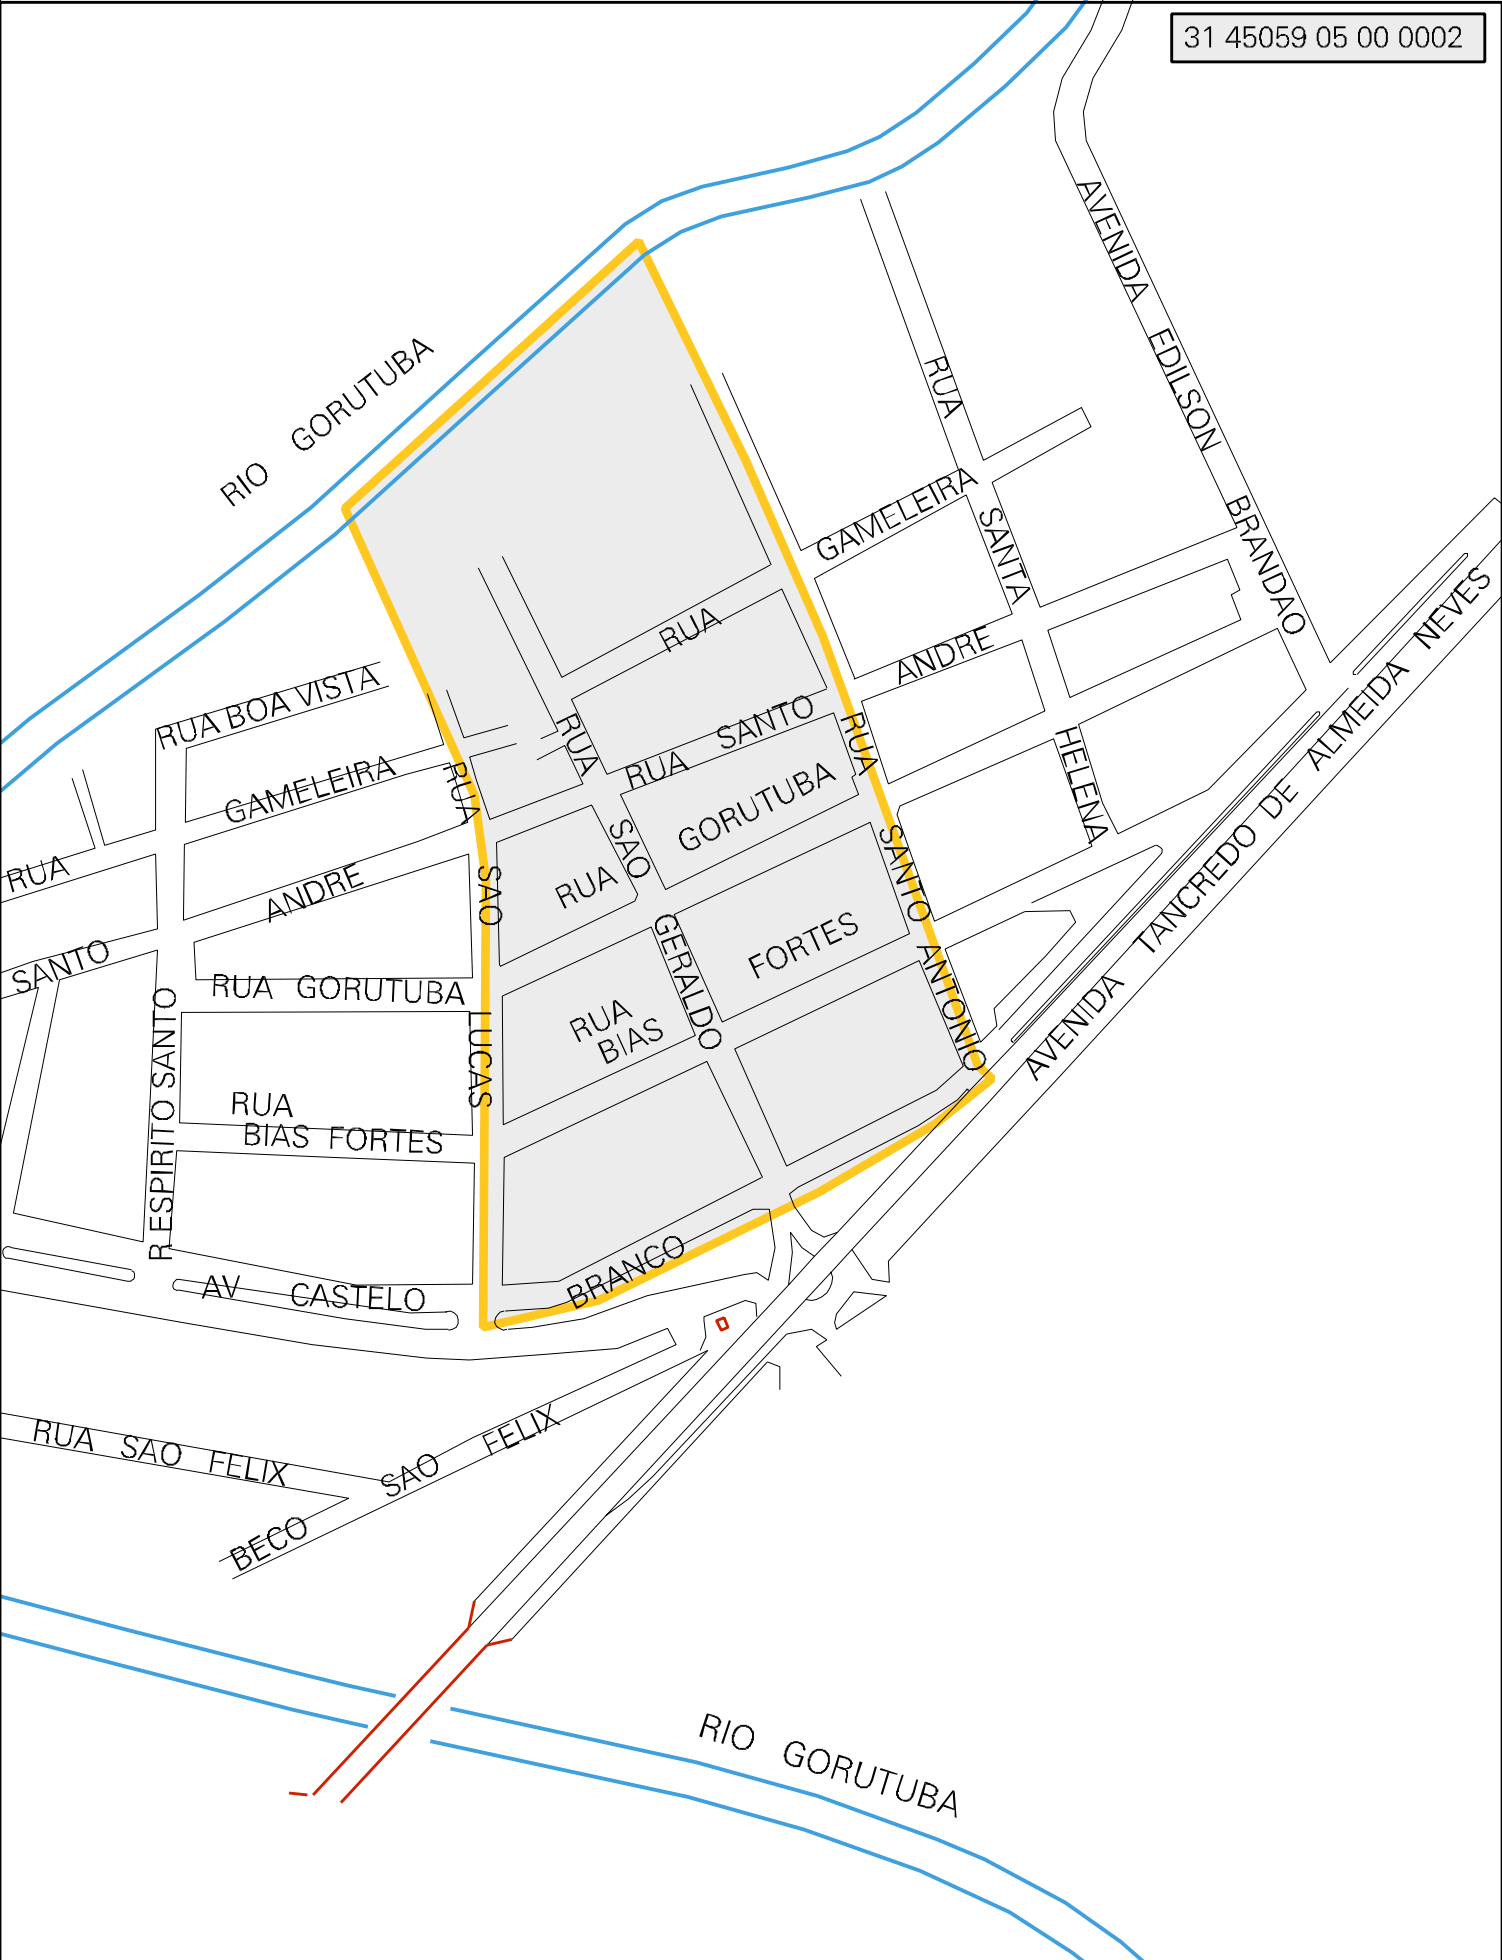 31 45059 05 00 0002
AVENIDA EDILSON BRANDAO
RIO GORUTUBA
RUA SANTA HELENA
GAMELEIRA
RUA
ANDRE
RUA BOA VISTA
GAMELEIRA
RUA SANTO
RUA SAO GERALDO
RUA SANTO ANTONIO
AVENIDA TANCREDO DE ALMEIDA NEVES
RUA SAO LUCAS
GORUTUBA
RUA
RUA
ANDRE
SANTO
RUA GORUTUBA
FORTES
RUA
BIAS
R.ESPIRITO SANTO
RUA
BIAS FORTES
AV CASTELO BRANCO
RUA SAO FELIX
BECO SAO FELIX
RIO GORUTUBA